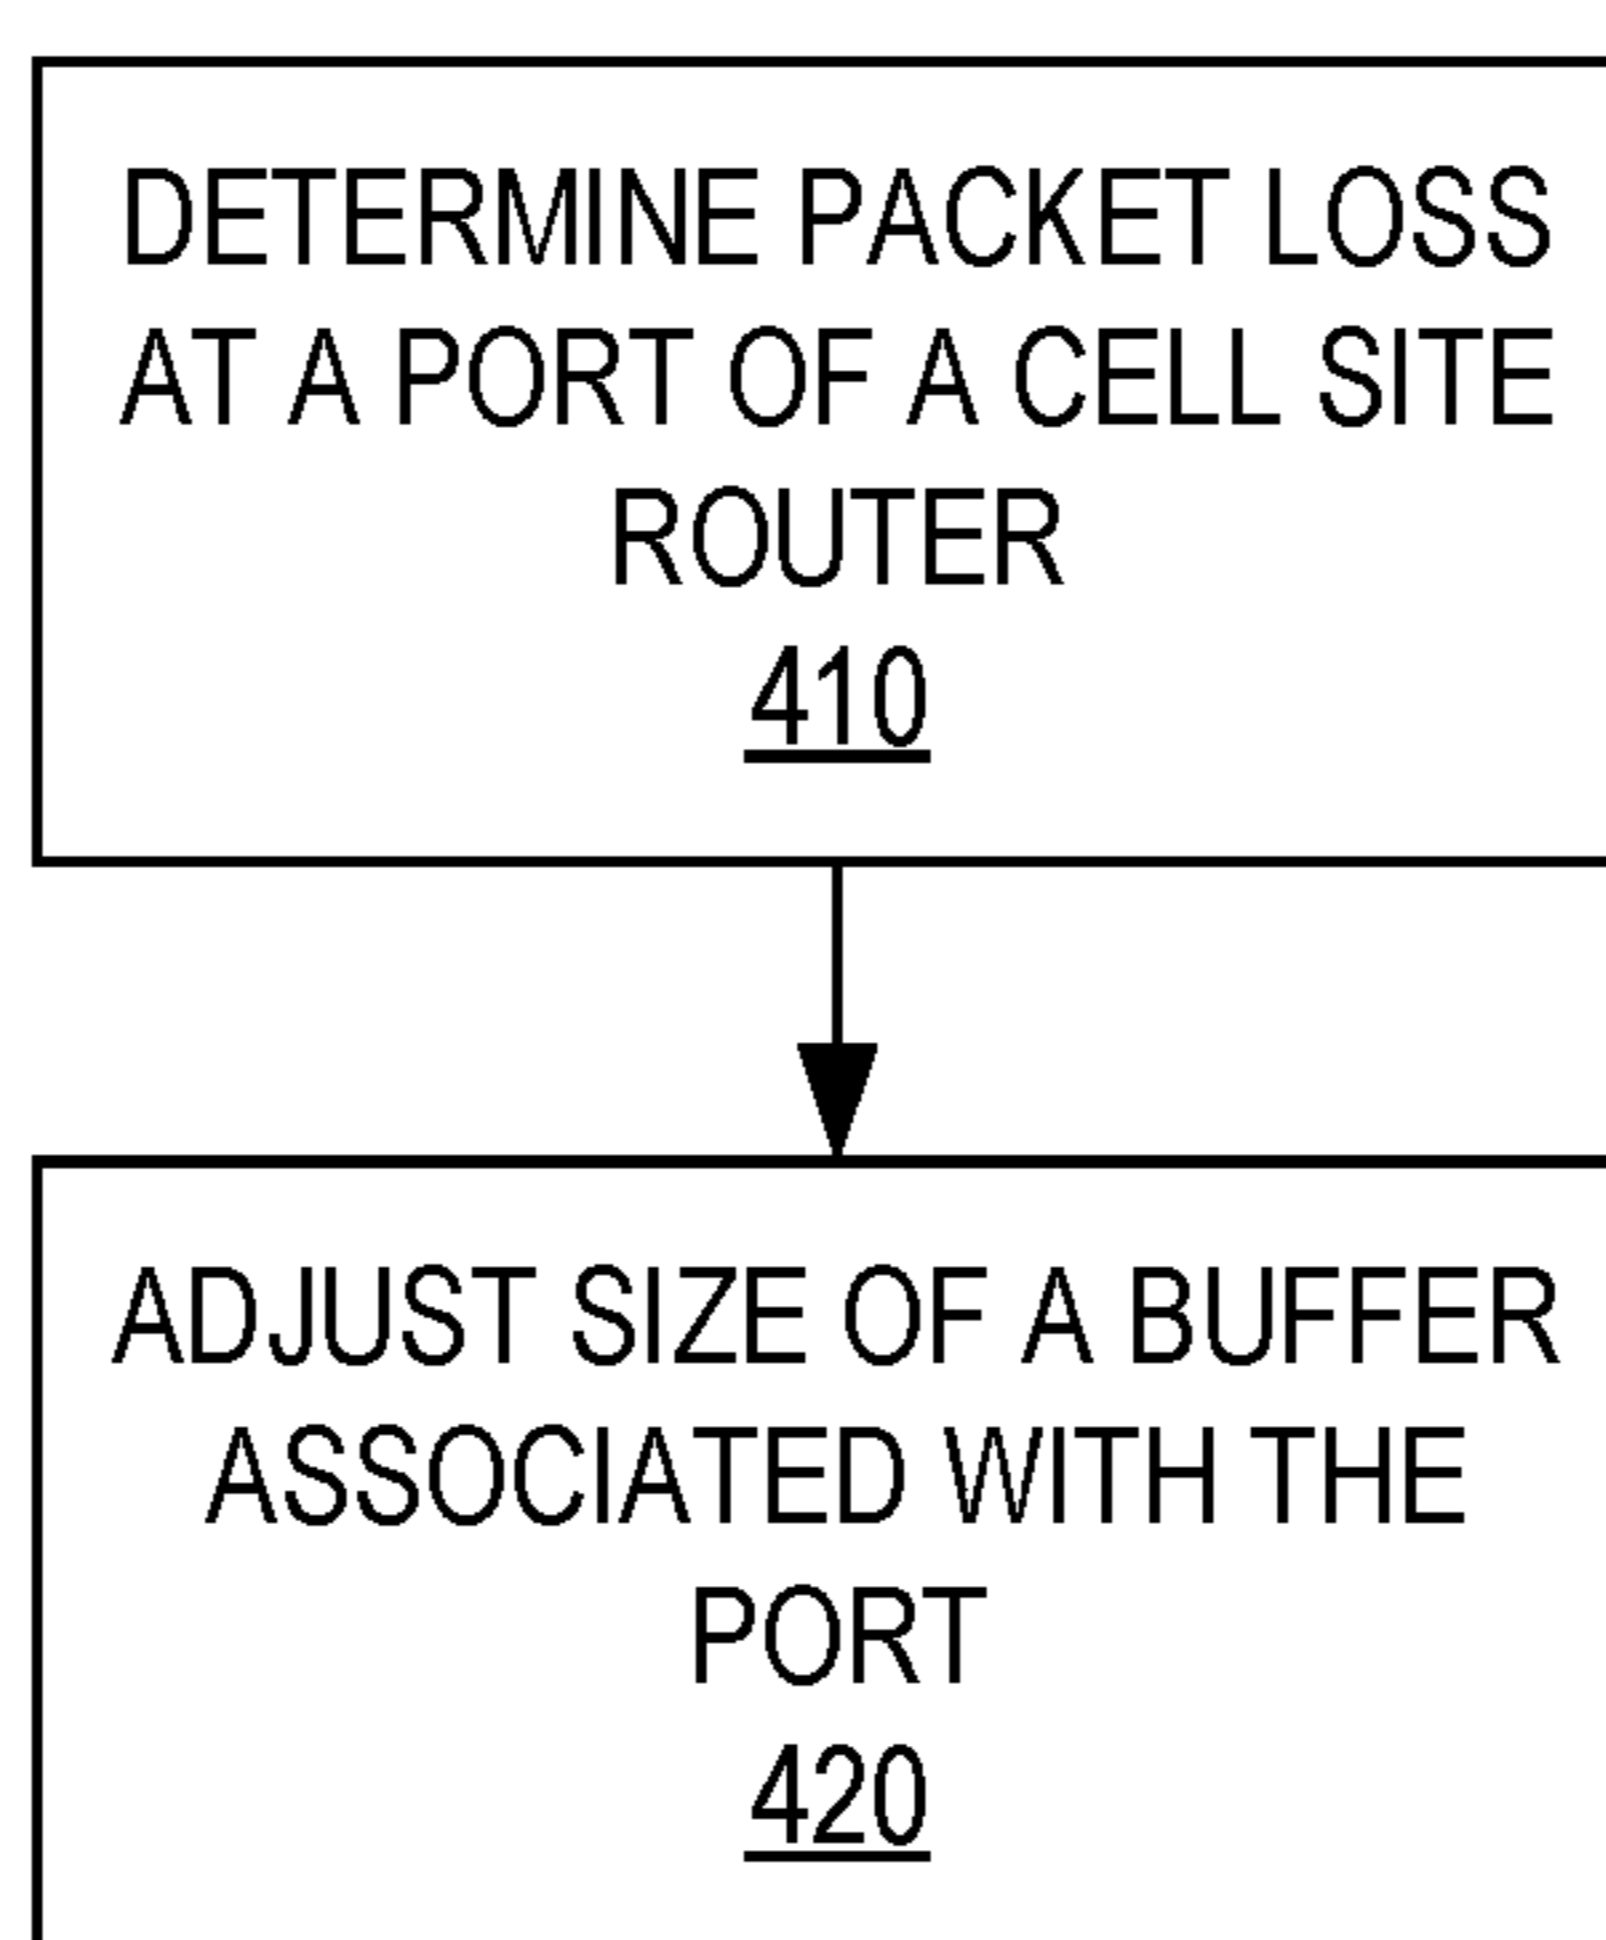 DETERMINE PACKET LOSS
AT A PORT OF A CELL SITE
ROUTER
410
ADJUST SIZE OF A BUFFER
ASSOCIATED WITH THE
PORT
420